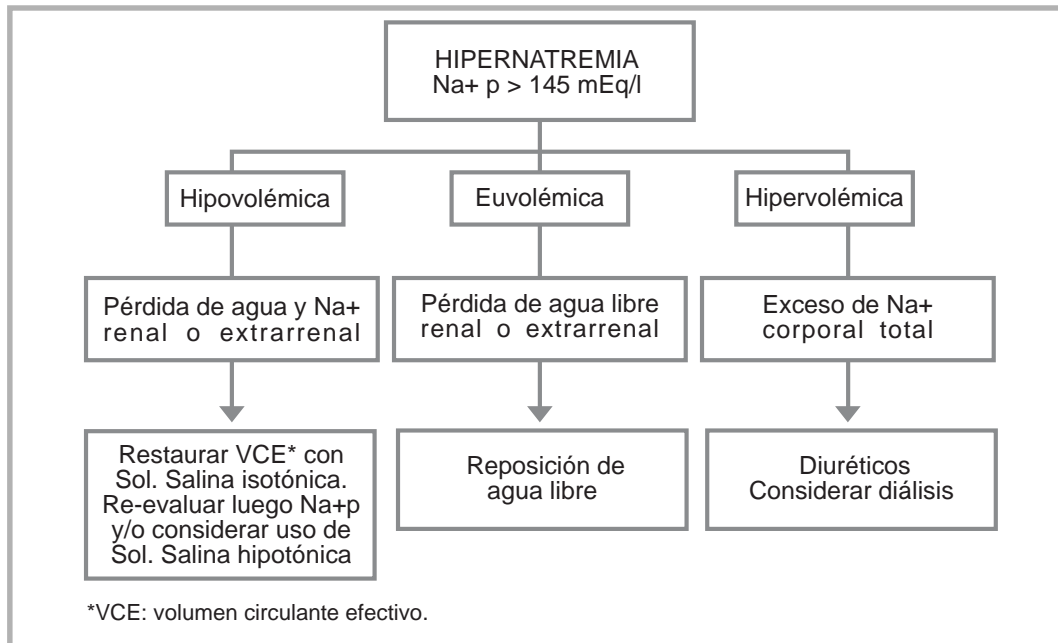 HIPERNATREMIA
Na+ p > 145 mEq/l
Hipovolémica
Euvolémica
Hipervolémica
Pérdida de agua y Na+
renal o extrarrenal
Pérdida de agua libre
renal o extrarrenal
Exceso de Na+
corporal total
Restaurar VCE* con
Sol. Salina isotónica.
Re-evaluar luego Na+p
y/o considerar uso de
Sol. Salina hipotónica
Reposición de
agua libre
Diuréticos
Considerar diálisis
*VCE: volumen circulante efectivo.